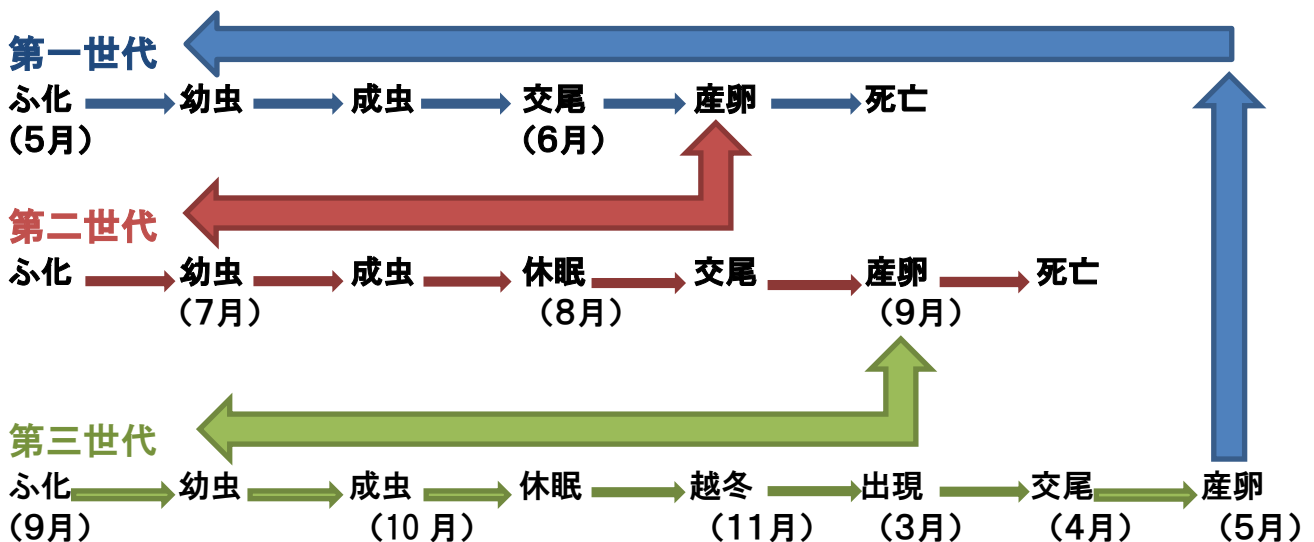 第一世代
ふ化 幼虫 成虫 交尾 産卵 死亡
（5月） （6月）
第二世代
ふ化 幼虫 成虫 休眠 交尾 産卵 死亡
（7月） （8月） （9月）
第三世代
ふ化 幼虫 成虫 休眠 越冬 出現 交尾 産卵
（9月） （10 月） （11月） （3月） （4月） （5月）